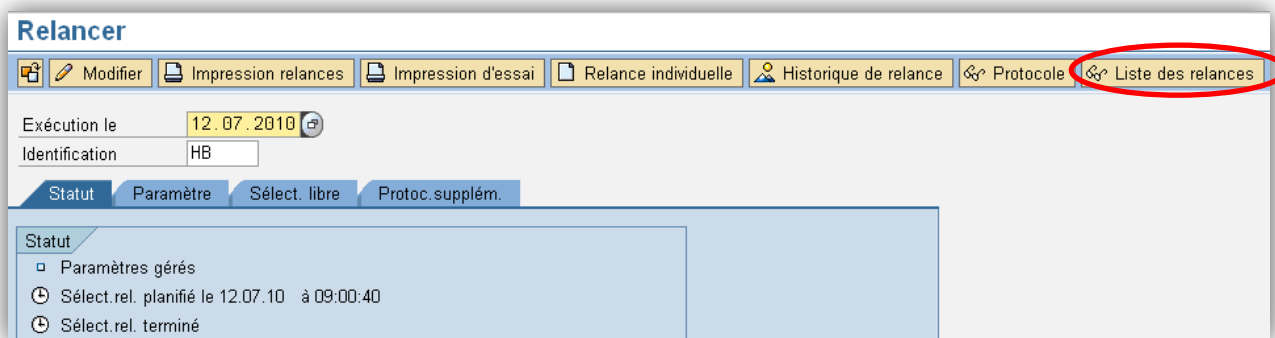 Relancer
Modifier Impression relances Impression d'essai Relance individuelle Historique de relance Protocole Liste des relances
Exécution le 12.07.2010
Identification HB
Statut Paramètre Sélect. libre Protoc.supplém.
Statut
Paramètres gérés
Sélect.rel. planifié le 12.07.10 à 09:00:40
Sélect.rel. terminé